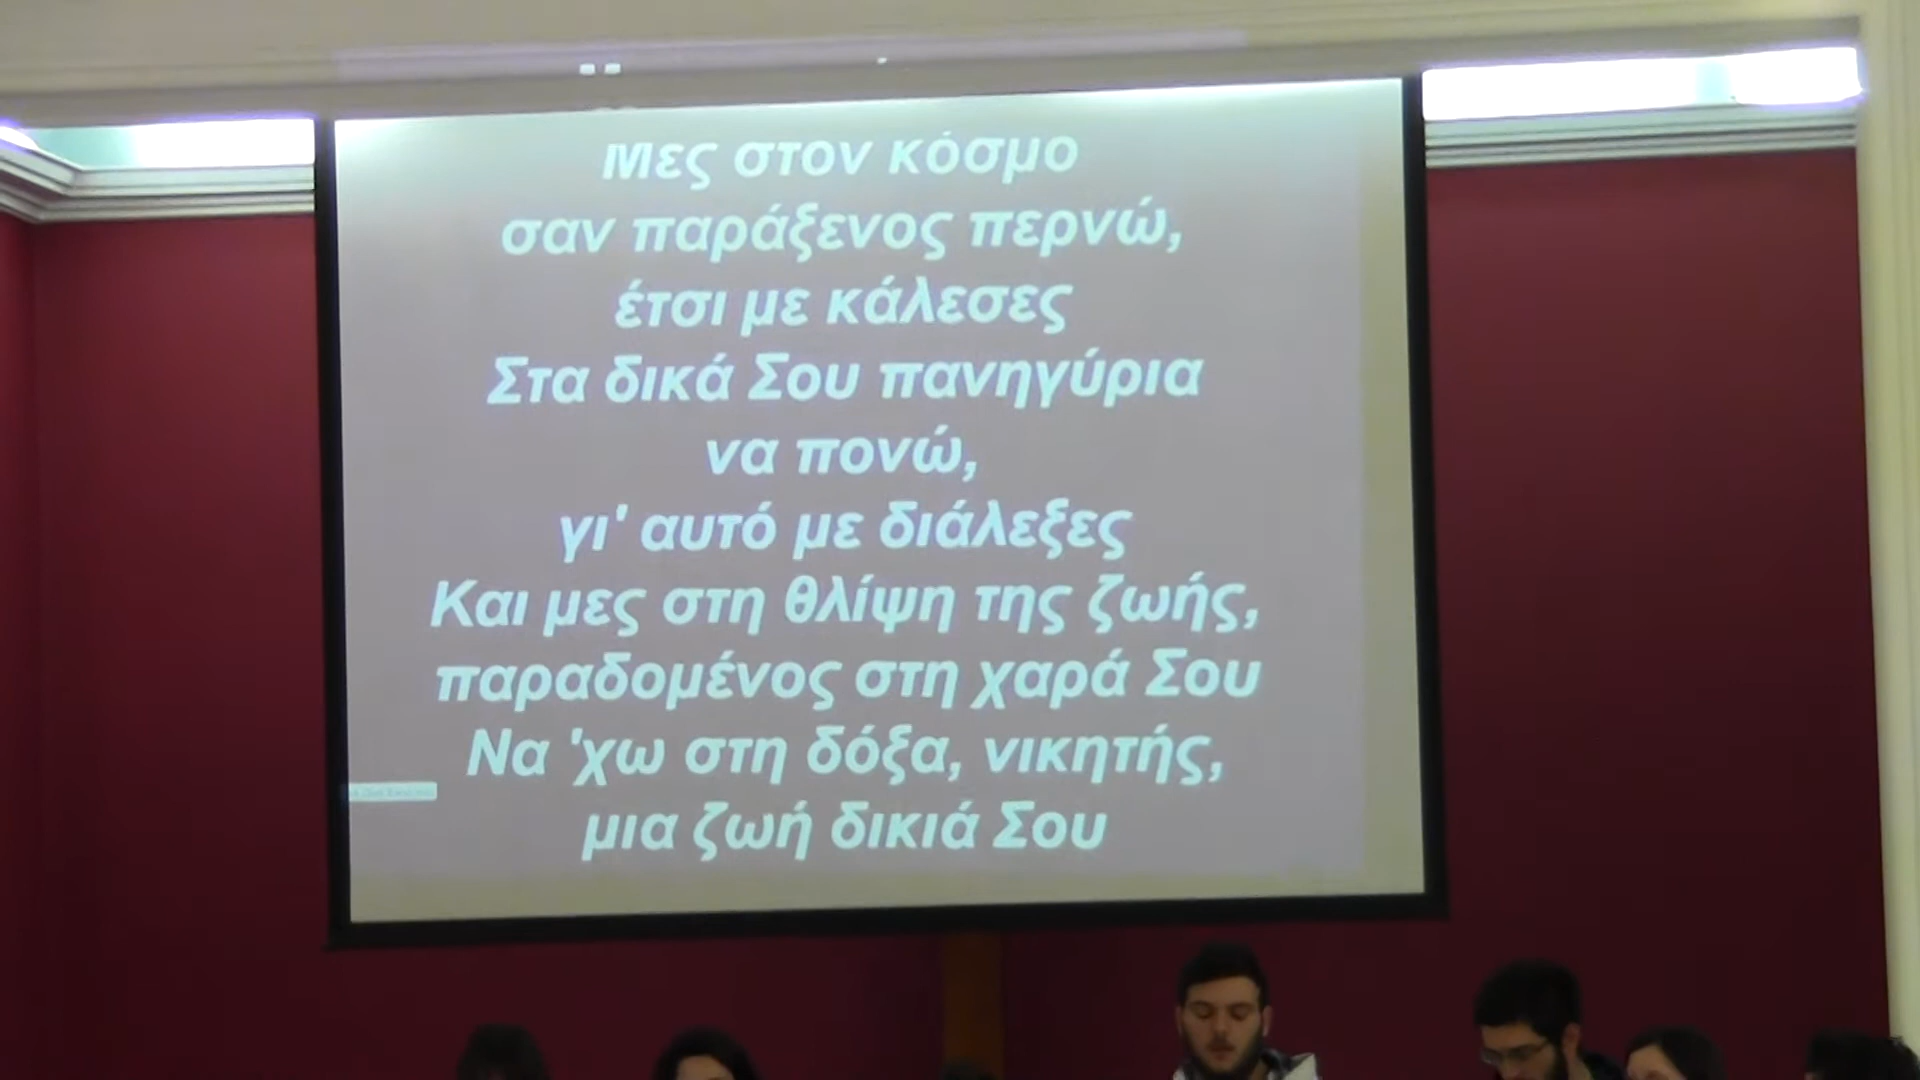 Μες στον κόσμο
σαν παράξενος περνώ,
έτσι με κάλεσες
Στα δικά Σου πανηγύρια
να πονώ,
γι' αυτό με διάλεξες
Και μες στη θλίψη της ζωής,
παραδομένος στη χαρά Σου
Να 'χω στη δόξα, νικητής,
μια ζωή δικιά Σου